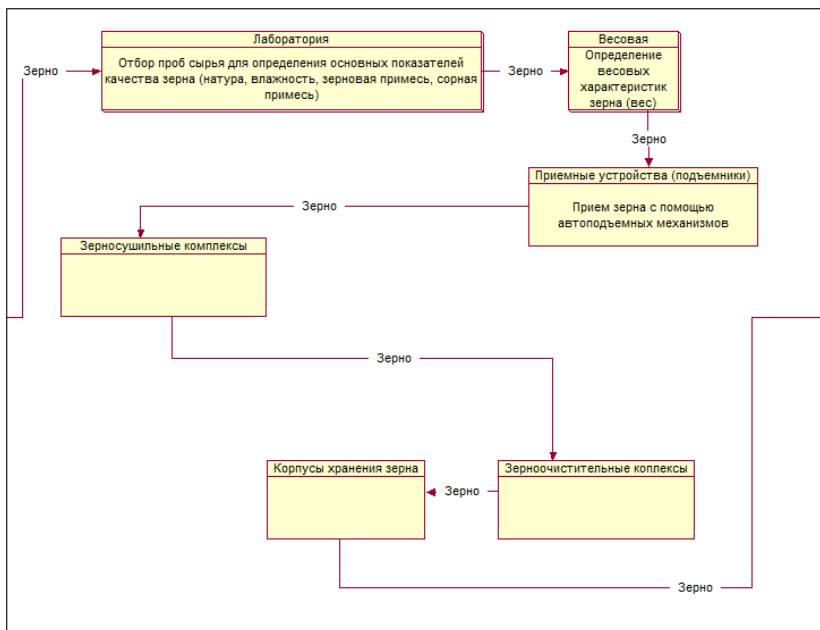 Лаборатория
Зерно
Отбор проб сырья для определения основных показателей
качества зерна (натура, влажность, зерновая примесь, сорная
примесь)
Зерно
Весовая
Определение
весовых
характеристик
зерна (вес)
Зерно
Приемные устройства (подъемники)
Прием зерна с помощью
автоподъемных механизмов
Зерно
Зерносушильные комплексы
Зерно
Зерноочистительные коплексы
Зерно
Корпусы хранения зерна
Зерно